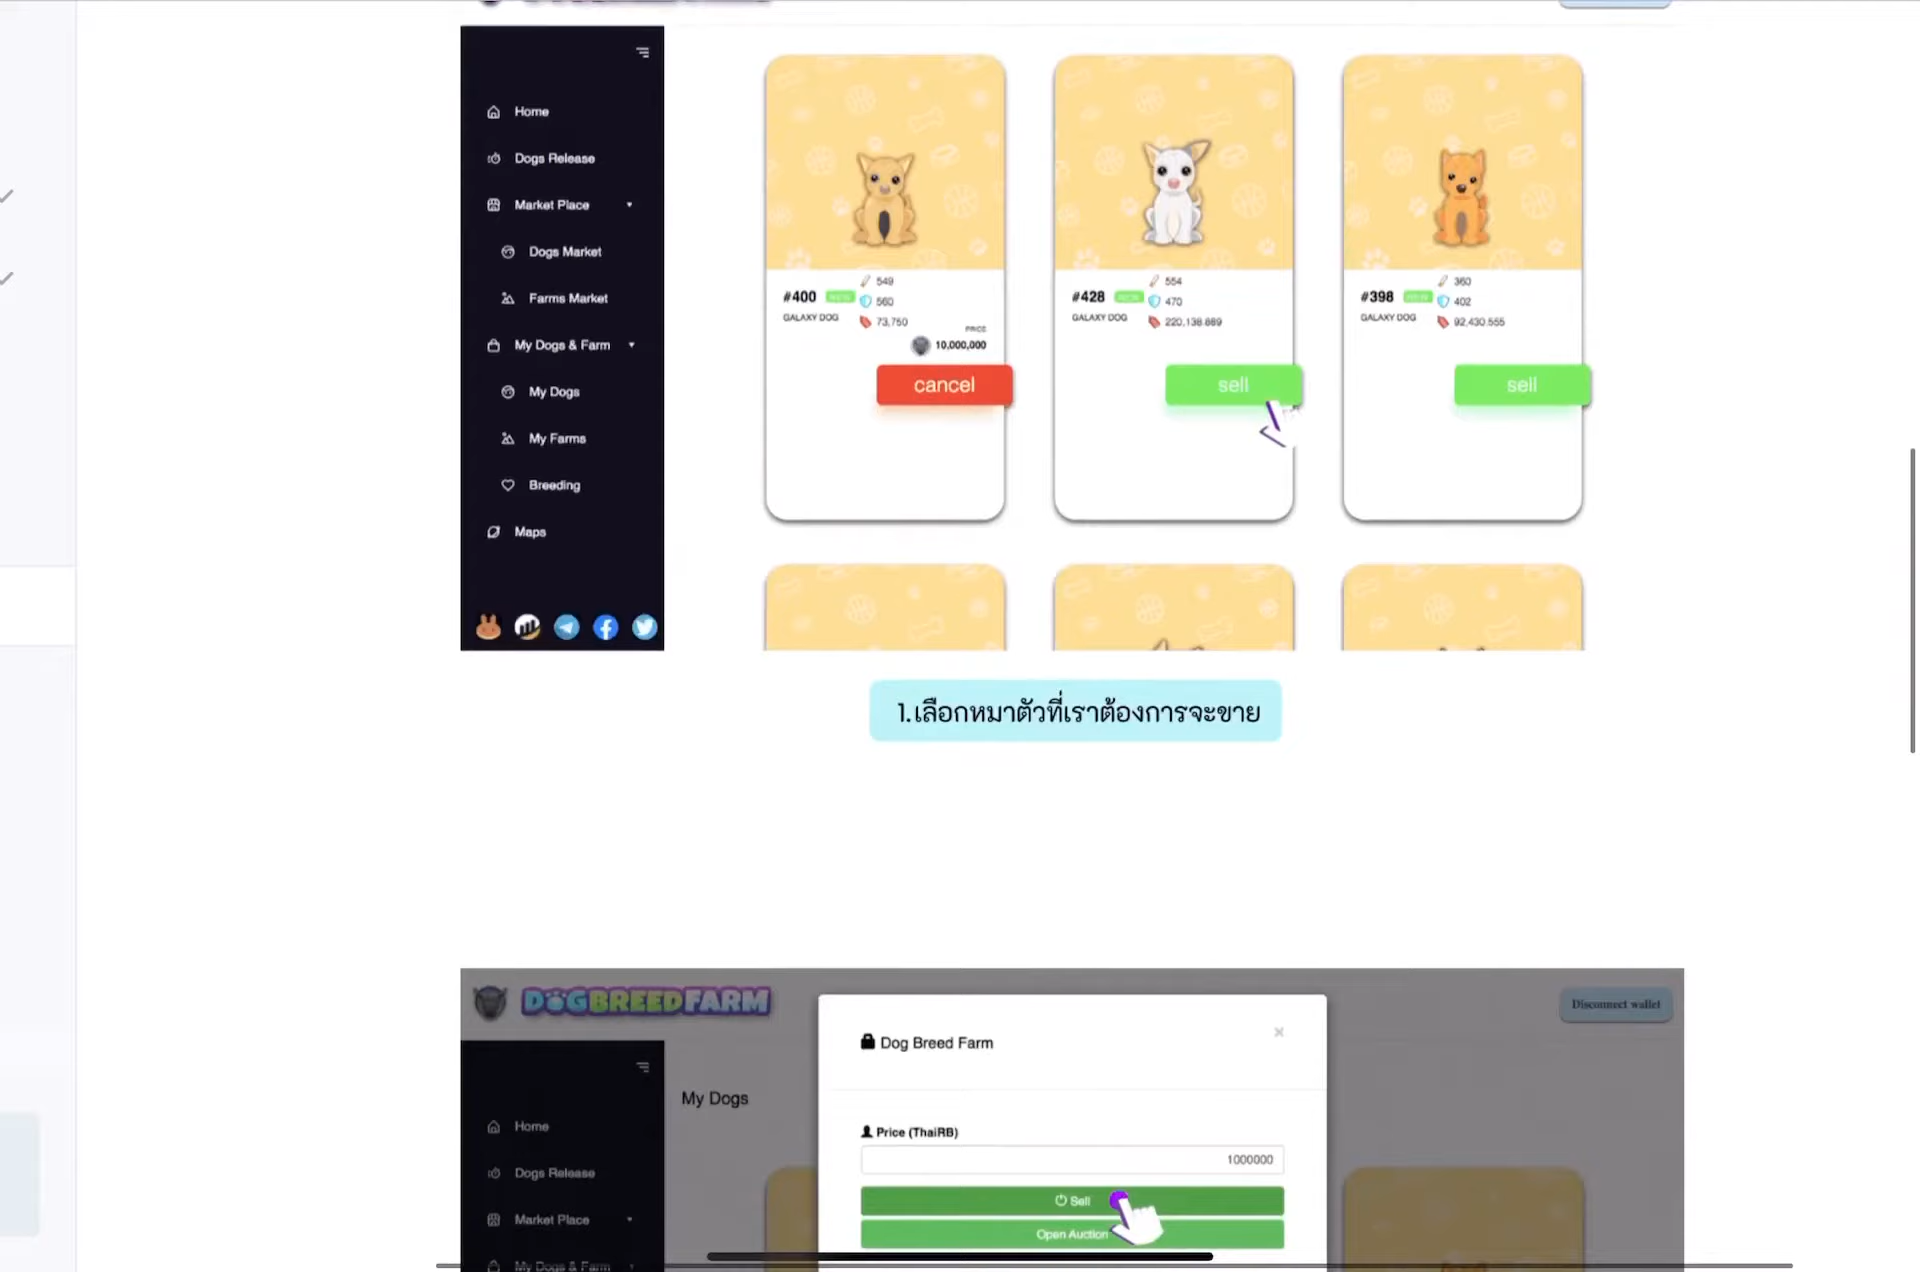 Home
Dogs Release
Market Place
Dogs Market
Farms Market
My Dogs & Farm
My Dogs
My Farms
Breeding
Maps
#400
GALAXY DOG
549
560
73,750
PRICE
10,000,000
cancel
#428
GALAXY DOG
554
470
220,138.889
sell
#398
GALAXY DOG
360
402
92,430.555
sell
1.เลือกหมาตัวที่เราต้องการจะขาย
DOGBREEDFARM
Disconnect wallet
Home
Dogs Release
Market Place
My Dogs & Farm
My Dogs
Dog Breed Farm
×
Price (ThaiRB)
1000000
Sell
Open Auction